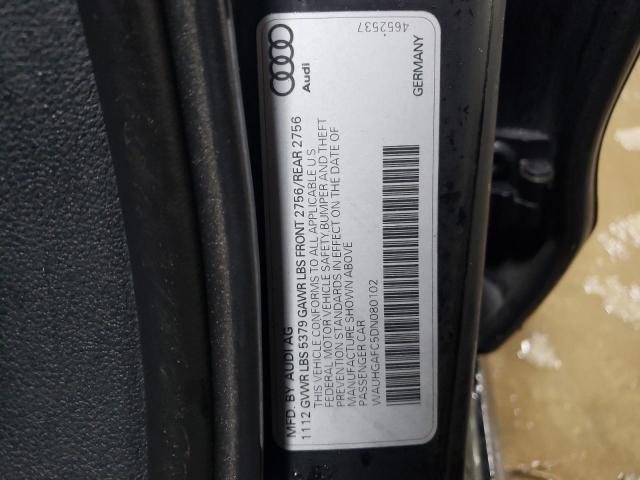 MFD. BY AUDI AG
1112 GVWR LBS 5379 GAWR LBS FRONT 2756/REAR 2756
THIS VEHICLE CONFORMS TO ALL APPLICABLE U.S
FEDERAL MOTOR VEHICLE SAFETY, BUMPER AND THEFT
PREVENTION STANDARDS IN EFFECT ON THE DATE OF
MANUFACTURE SHOWN ABOVE
PASSENGER CAR
WAUHGAFC5DN080102
Audi
4652537
GERMANY